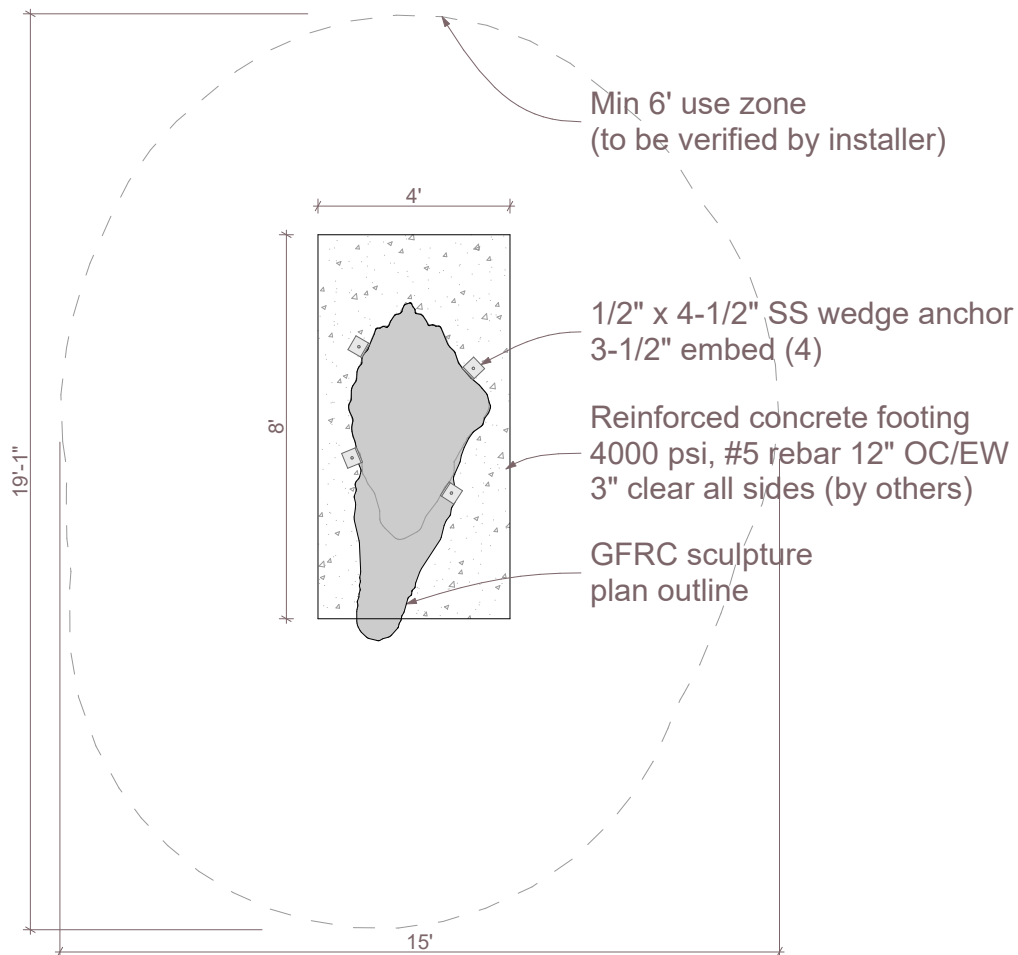 Min 6' use zone
(to be verified by installer)
4'
1/2" x 4-1/2" SS wedge anchor
3-1/2" embed (4)
8'
Reinforced concrete footing
4000 psi, #5 rebar 12" OC/EW
3" clear all sides (by others)
19'-1"
GFRC sculpture
plan outline
15'